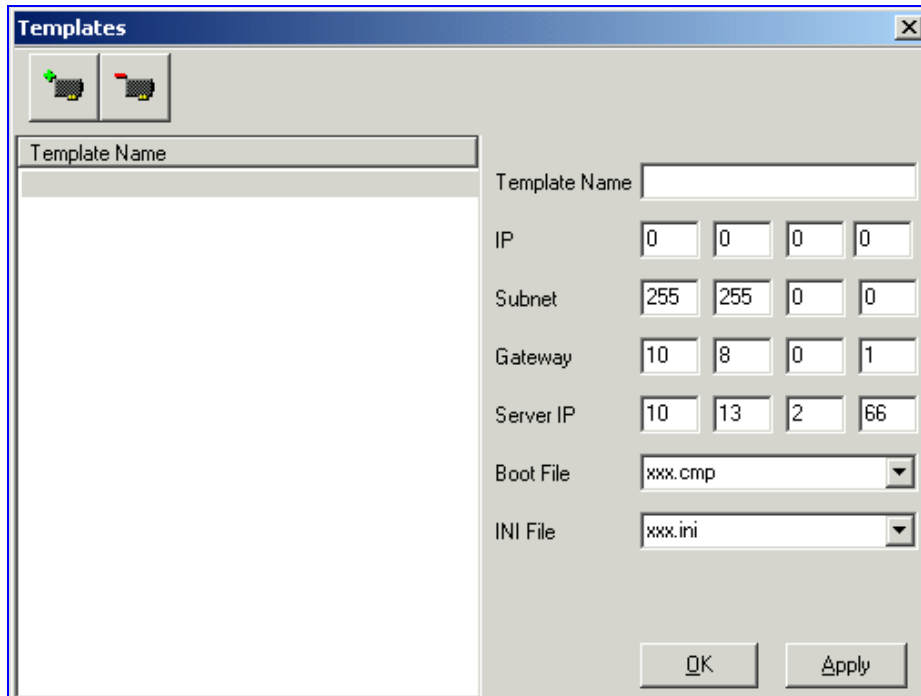 Templates
Template Name
Template Name
IP 0 0 0 0
Subnet 255 255 0 0
Gateway 10 8 0 1
Server IP 10 13 2 66
Boot File xxx.cmp
INI File xxx.ini
OK Apply